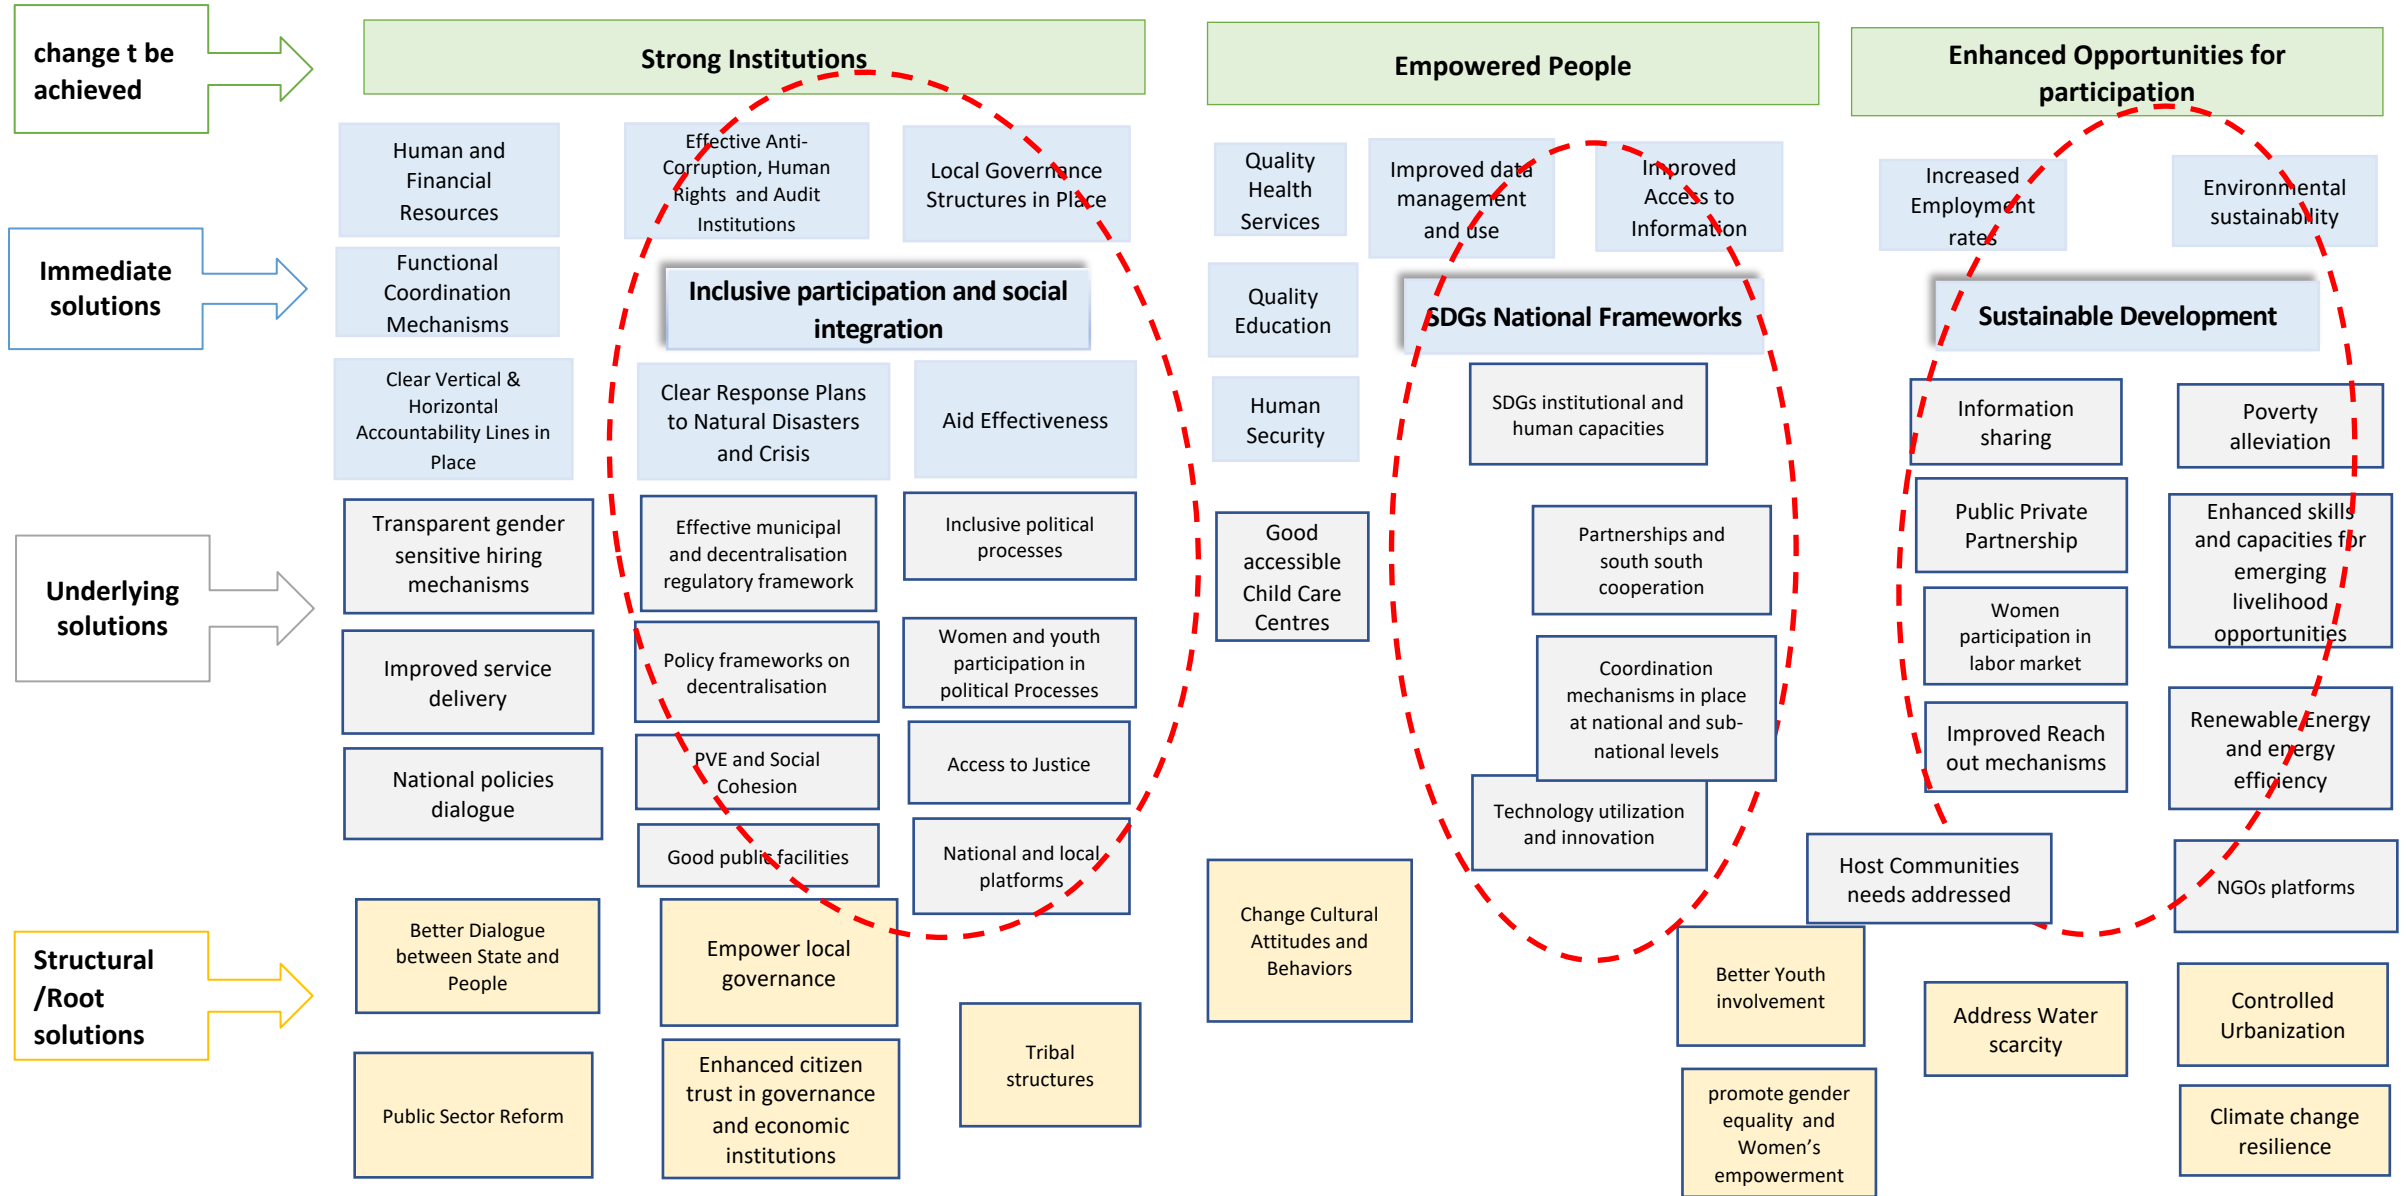 change t be
achieved
Strong Institutions
Empowered People
Enhanced Opportunities for
participation
Immediate
solutions
Human and
Financial
Resources
Effective Anti-
Corruption, Human
Rights and Audit
Institutions
Local Governance
Structures in Place
Functional
Coordination
Mechanisms
Inclusive participation and social
integration
Clear Vertical &
Horizontal
Accountability Lines in
Place
Clear Response Plans
to Natural Disasters
and Crisis
Aid Effectiveness
Quality
Health
Services
Improved data
management
and use
Improved
Access to
Information
Quality
Education
SDGs National Frameworks
Human
Security
Increased
Employment
rates
Environmental
sustainability
Sustainable Development
Underlying
solutions
Transparent gender
sensitive hiring
mechanisms
Effective municipal
and decentralisation
regulatory framework
Inclusive political
processes
Improved service
delivery
Policy frameworks on
decentralisation
Women and youth
participation in
political Processes
National policies
dialogue
PVE and Social
Cohesion
Access to Justice
Good public facilities
National and local
platforms
Good
accessible
Child Care
Centres
SDGs institutional and
human capacities
Partnerships and
south south
cooperation
Coordination
mechanisms in place
at national and sub-
national levels
Technology utilization
and innovation
Information
sharing
Poverty
alleviation
Public Private
Partnership
Enhanced skills
and capacities for
emerging
livelihood
opportunities
Women
participation in
labor market
Improved Reach
out mechanisms
Renewable Energy
and energy
efficiency
Host Communities
needs addressed
NGOs platforms
Structural
/Root
solutions
Better Dialogue
between State and
People
Empower local
governance
Tribal
structures
Public Sector Reform
Enhanced citizen
trust in governance
and economic
institutions
Change Cultural
Attitudes and
Behaviors
Better Youth
involvement
promote gender
equality and
Women’s
empowerment
Address Water
scarcity
Controlled
Urbanization
Climate change
resilience